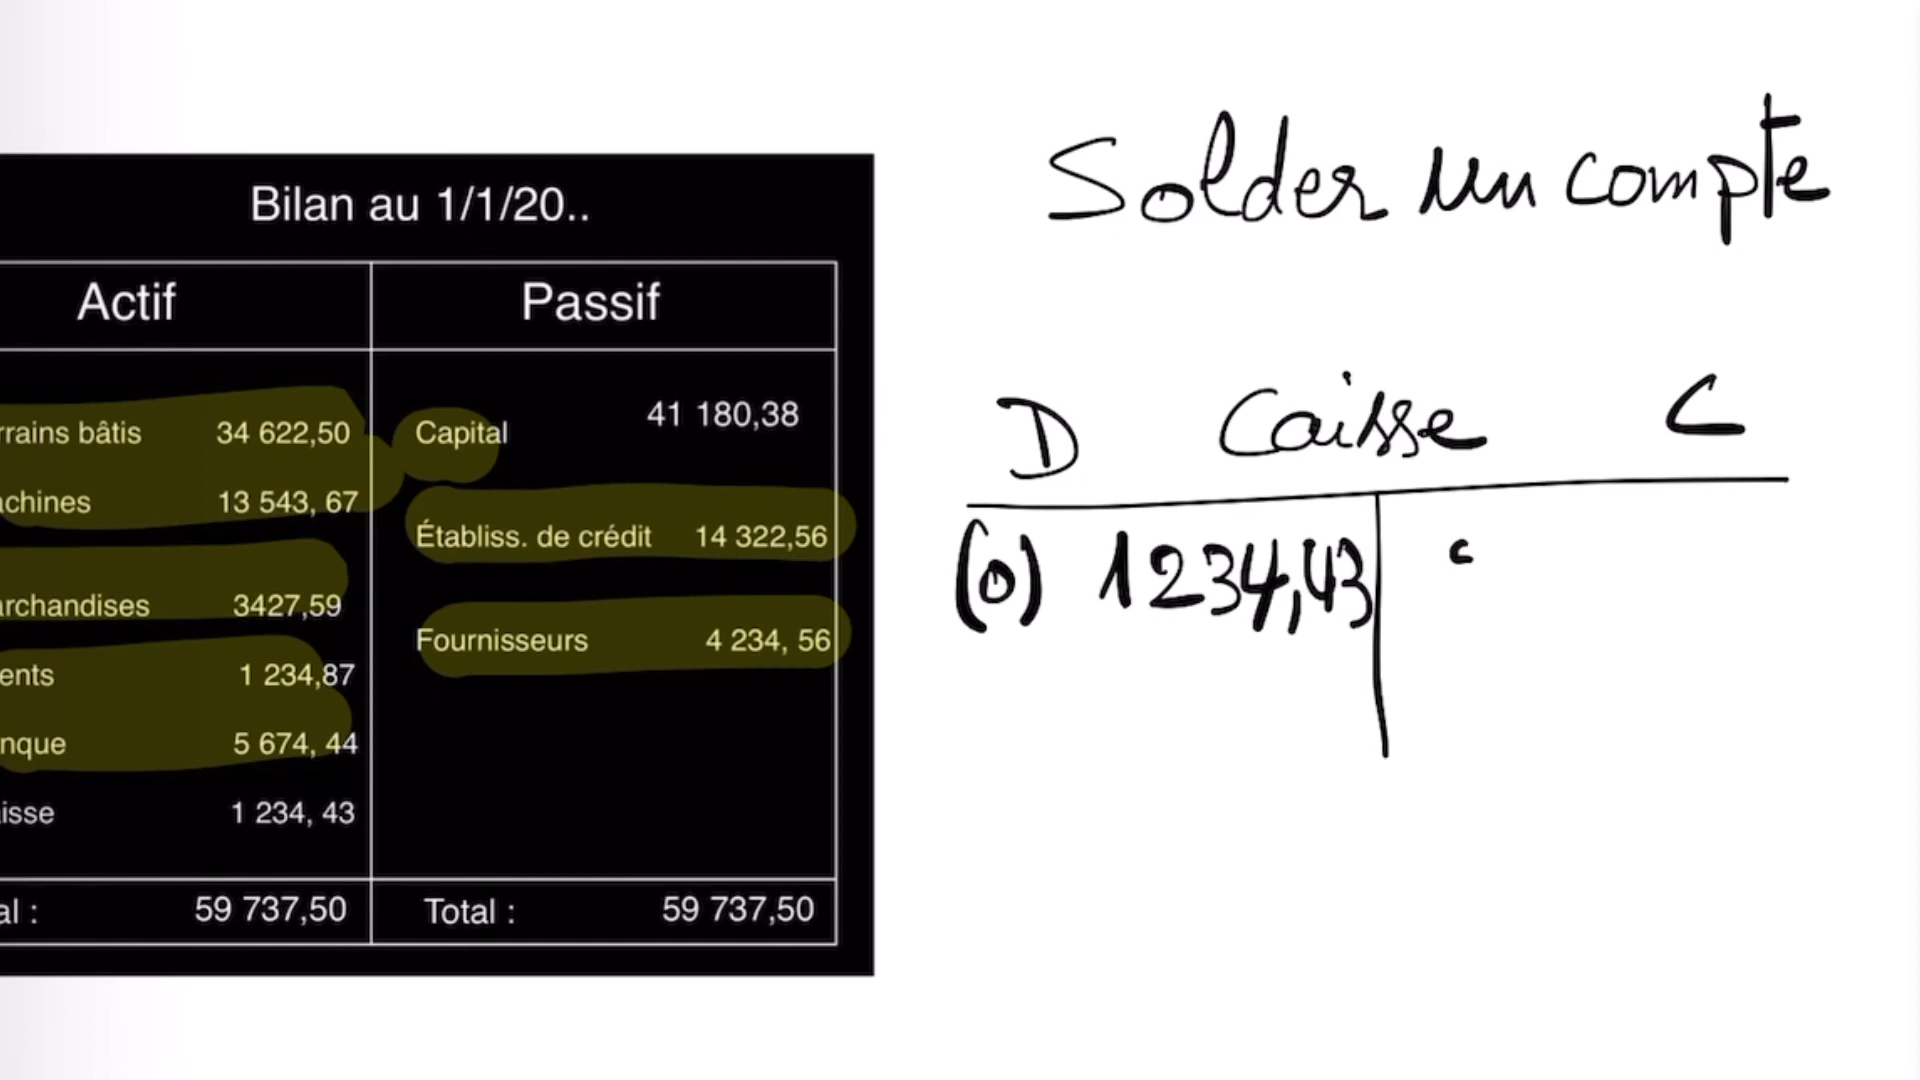 Bilan au 1/1/20..
Actif Passif
rrains bâtis 34 622,50
chines 13 543, 67
rchandises 3427,59
ents 1 234,87
nque 5 674, 44
isse 1 234, 43
al : 59 737,50
Capital 41 180,38
Établiss. de crédit 14 322,56
Fournisseurs 4 234, 56
Total : 59 737,50
Solder un compte
D Caisse C
(0) 1234,43